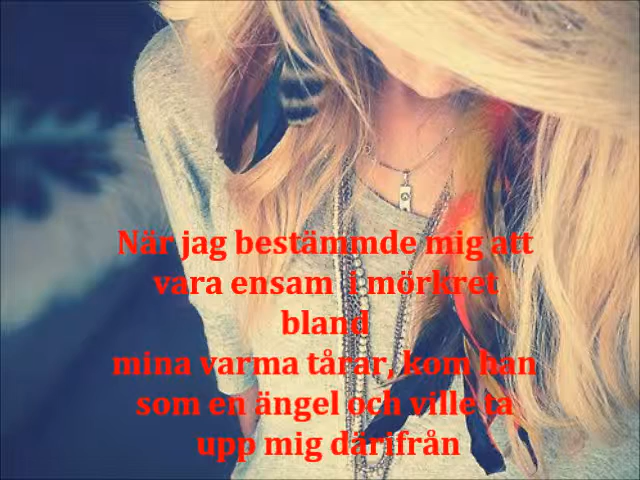 När jag bestämmde mig att
vara ensam i mörkret
bland
mina varma tårar, kom han
som en ängel och ville ta
upp mig därifrån